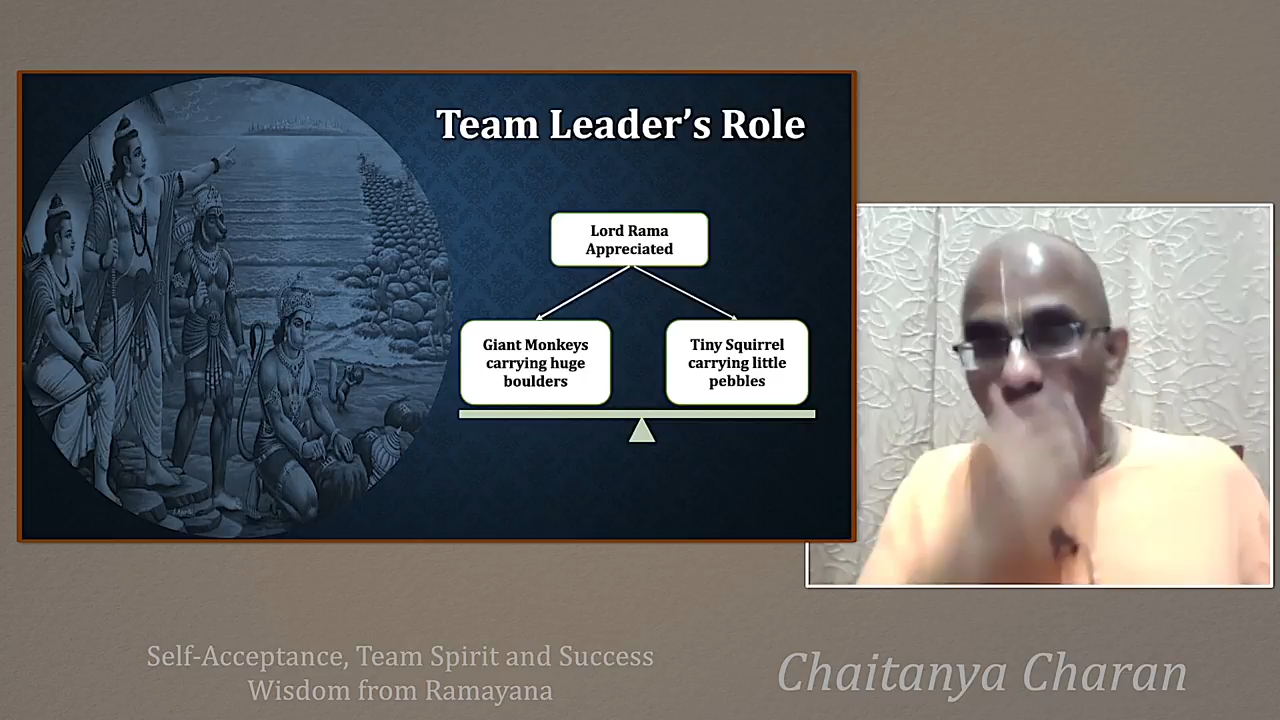 Team Leader’s Role
Lord Rama
Appreciated
Giant Monkeys
carrying huge
boulders
Tiny Squirrel
carrying little
pebbles
Self-Acceptance, Team Spirit and Success
Wisdom from Ramayana
Chaitanya Charan